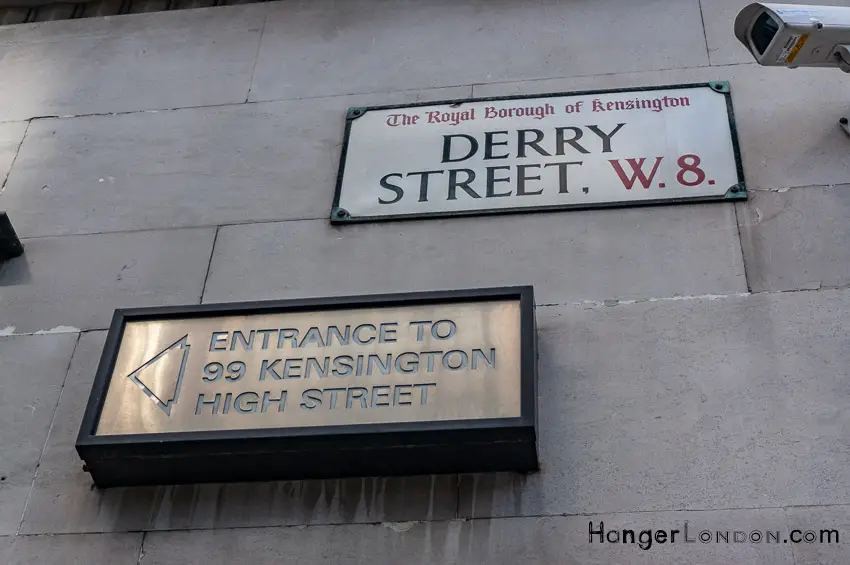 The Royal Borough of Kensington
DERRY
STREET, W.8.
ENTRANCE TO
99 KENSINGTON
HIGH STREET
HangerLondon.com